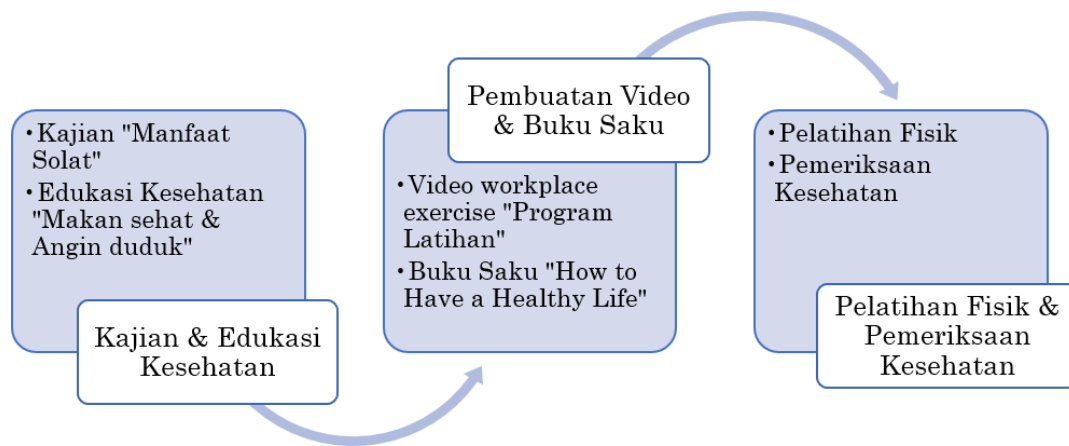 • Kajian "Manfaat
Solat"
• Edukasi Kesehatan
"Makan sehat &
Angin duduk"
Kajian & Edukasi
Kesehatan
Pembuatan Video
& Buku Saku
• Video workplace
exercise "Program
Latihan"
• Buku Saku "How to
Have a Healthy Life"
• Pelatihan Fisik
• Pemeriksaan
Kesehatan
Pelatihan Fisik &
Pemeriksaan
Kesehatan